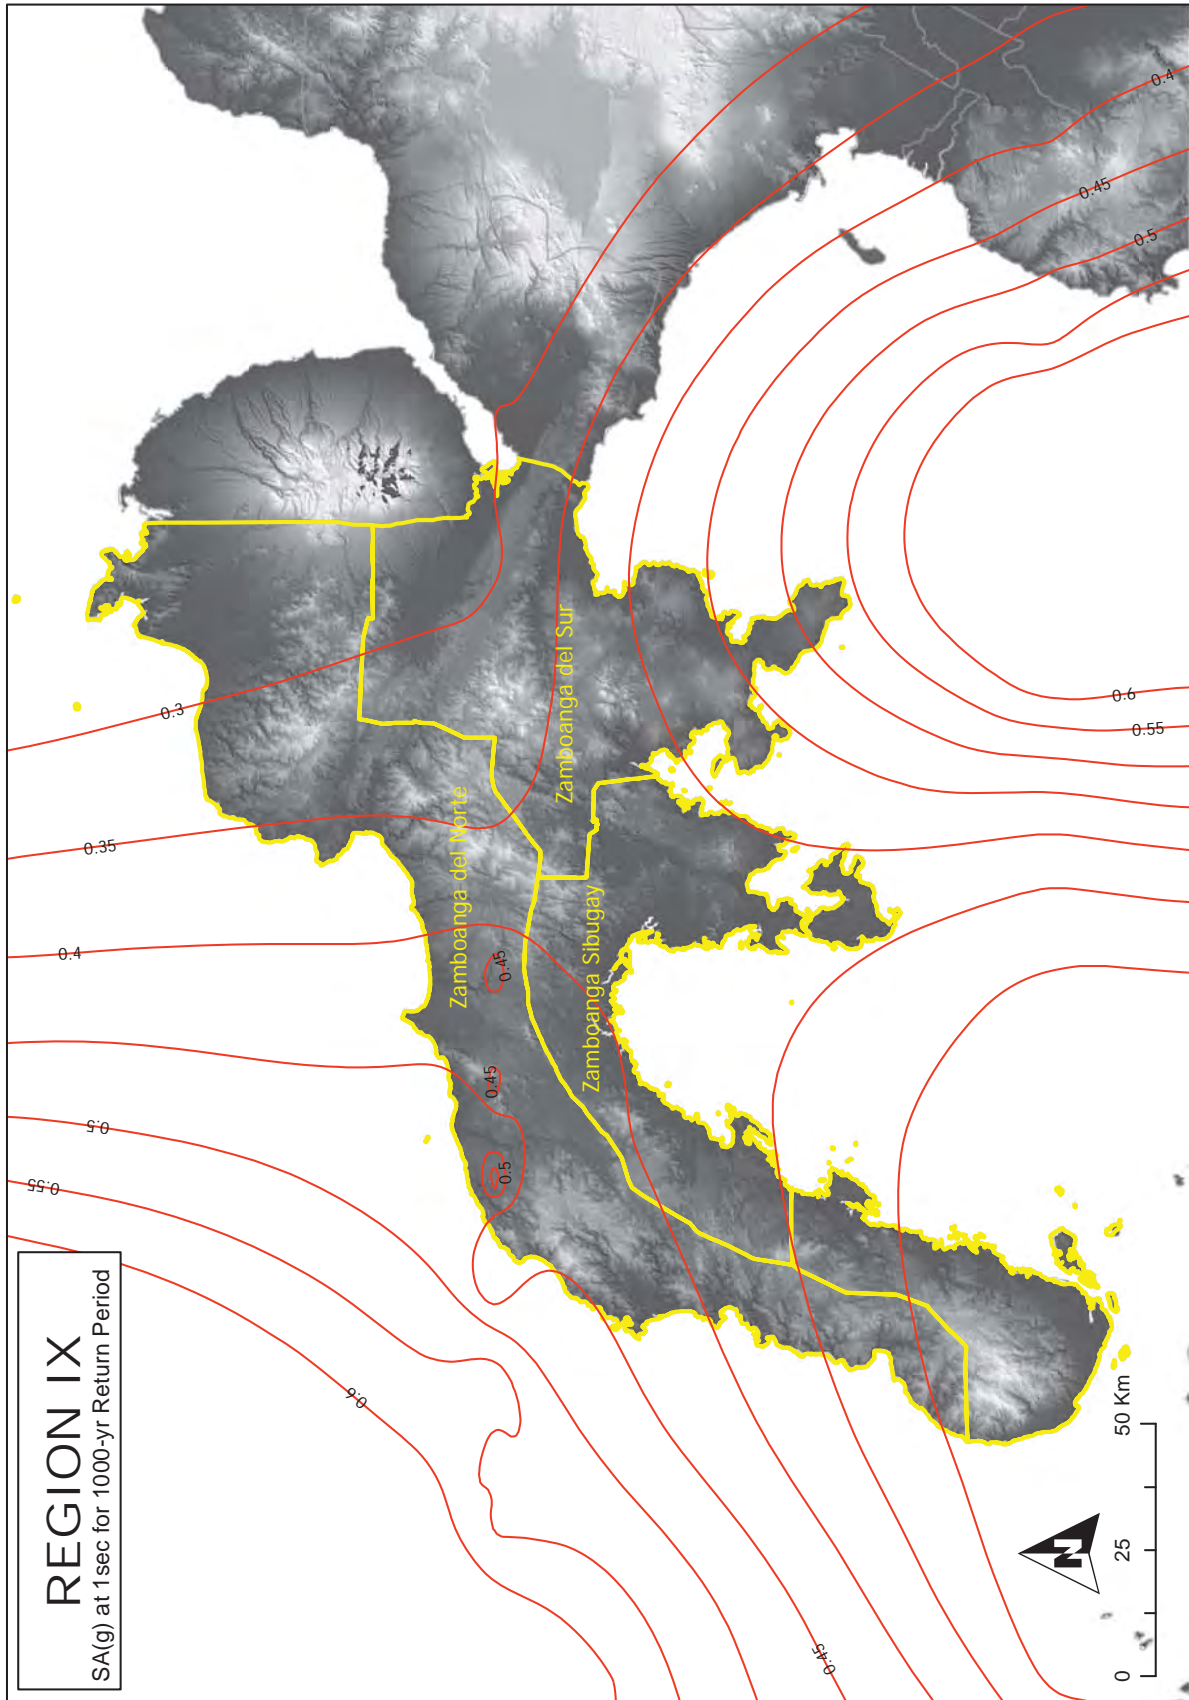 REGION IX
SA(g) at 1sec for 1000-yr Return Period
0.4
0.45
0.5
0.6
0.55
0.3
0.35
0.4
0.5
0.55
0.6
0.45
0.45
0.5
0.45
Zamboanga del Norte
Zamboanga del Sur
Zamboanga Sibugay
N
0 25 50 Km